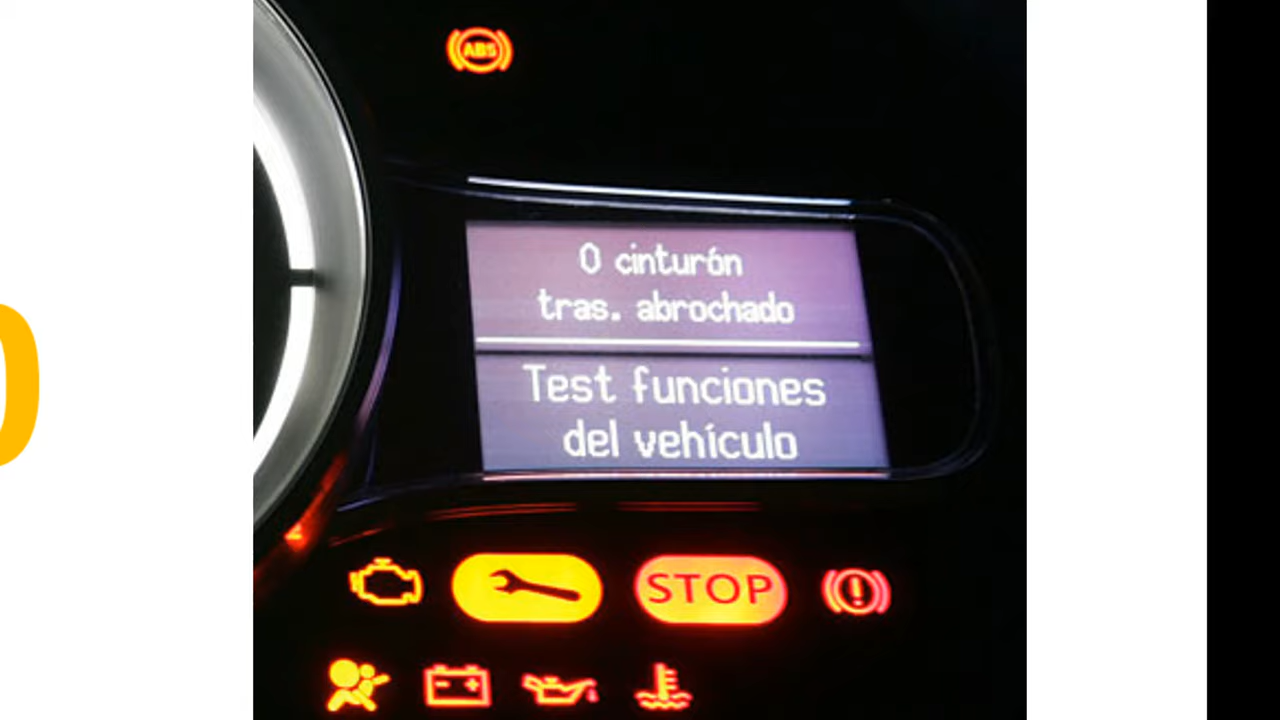 ABS
0 cinturón
tras. abrochado
Test funciones
del vehículo
STOP